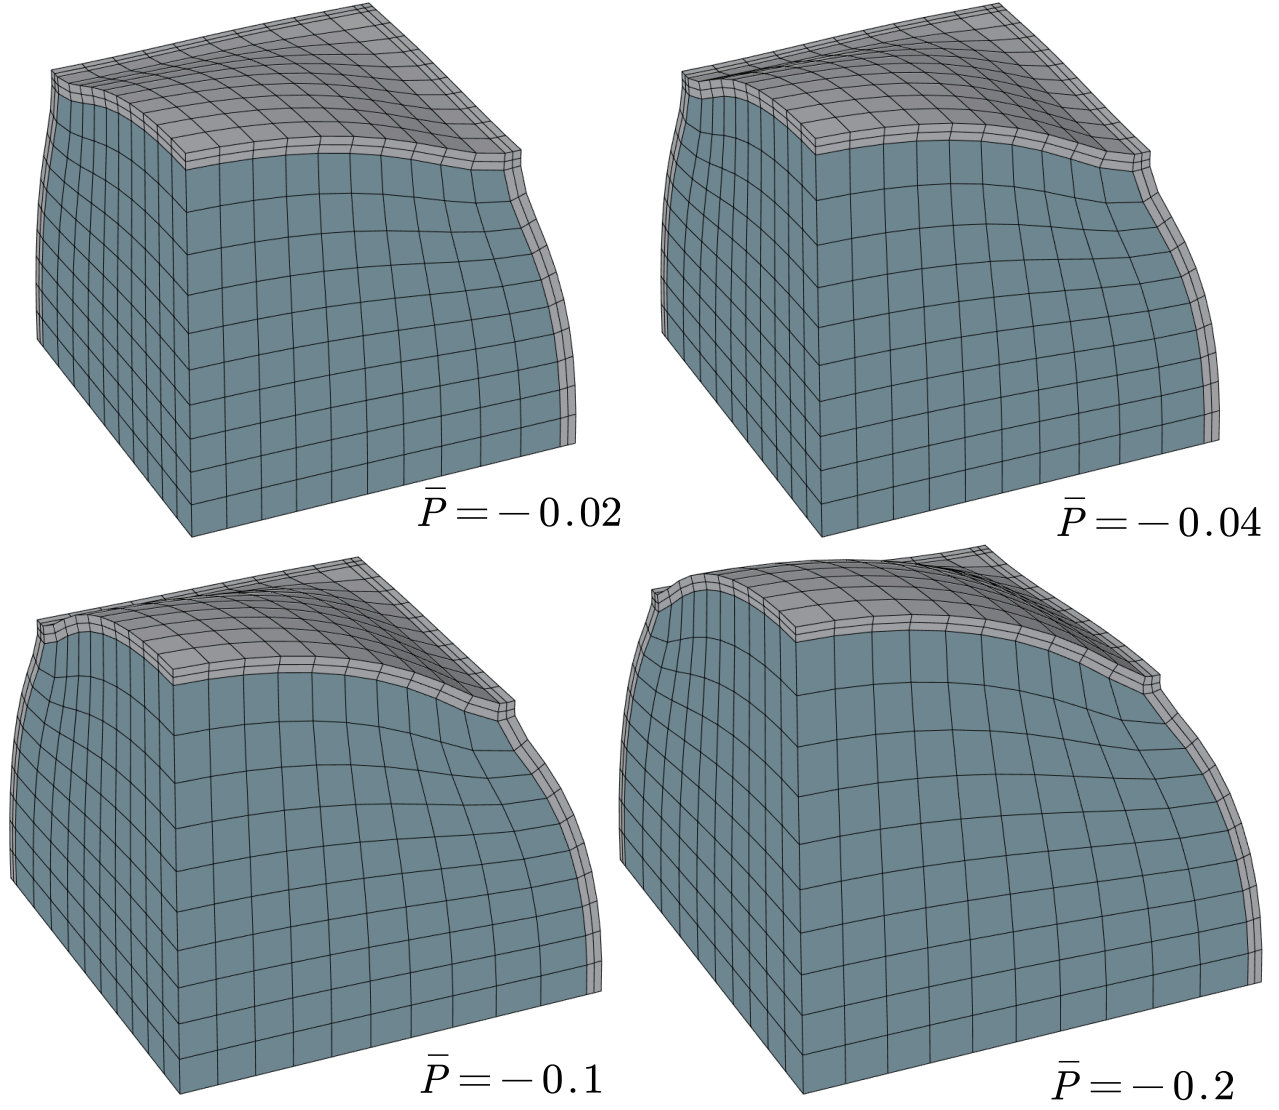 P̄ = −0.02
P̄ = −0.04
P̄ = −0.1
P̄ = −0.2